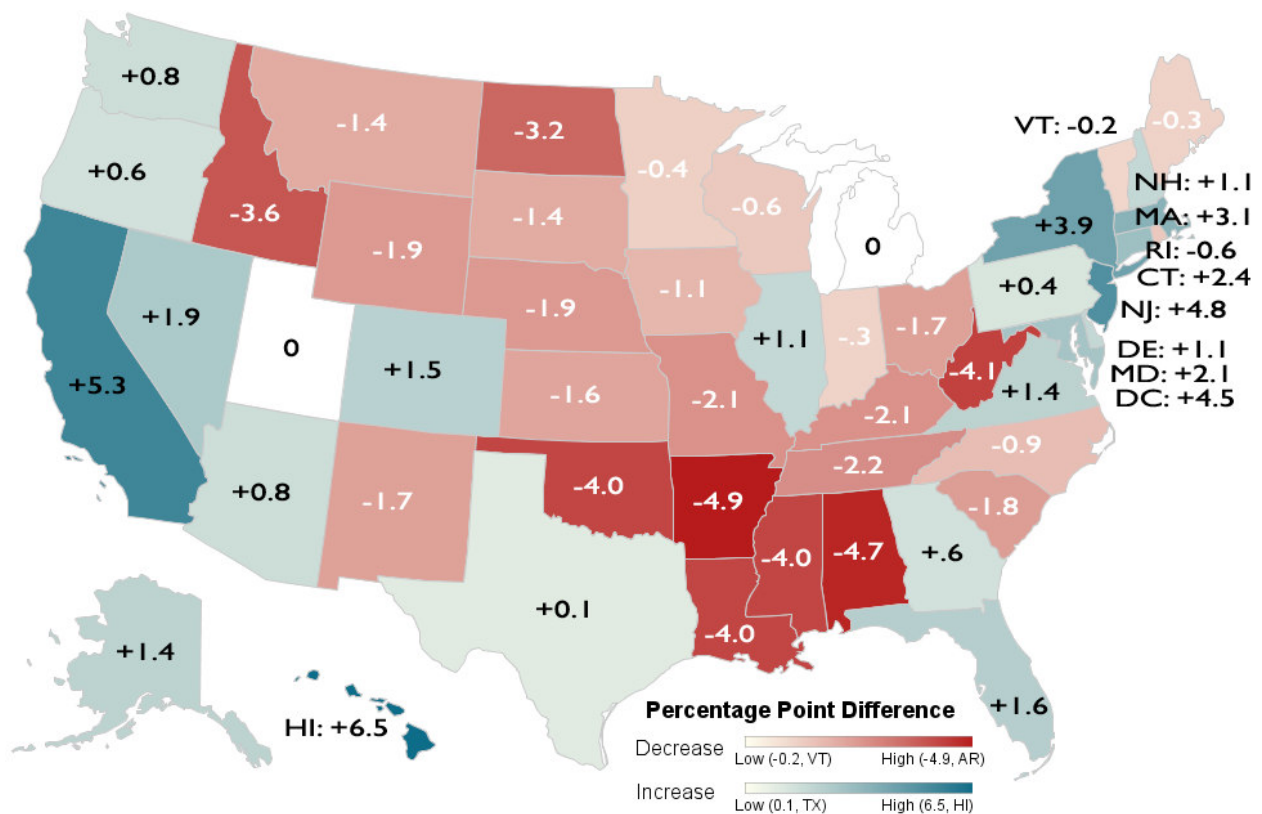 +0.8
-1.4
-3.2
-0.4
VT: -0.2
-0.3
+0.6
-3.6
-1.4
-0.6
NH: +1.1
MA: +3.1
+3.9
RI: -0.6
-1.9
0
CT: +2.4
+0.4
-1.1
NJ: +4.8
+1.9
-1.9
-1.7
0
+1.1
-.3
DE: +1.1
+5.3
+1.5
-4.1
MD: +2.1
-1.6
-2.1
+1.4
DC: +4.5
-2.1
-0.9
-2.2
+0.8
-1.7
-4.0
-4.9
-1.8
-4.0
-4.7
+.6
+0.1
-4.0
+1.4
HI: +6.5
+1.6
Percentage Point Difference
Decrease
Low (-0.2, VT) High (-4.9, AR)
Increase
Low (0.1, TX) High (6.5, HI)